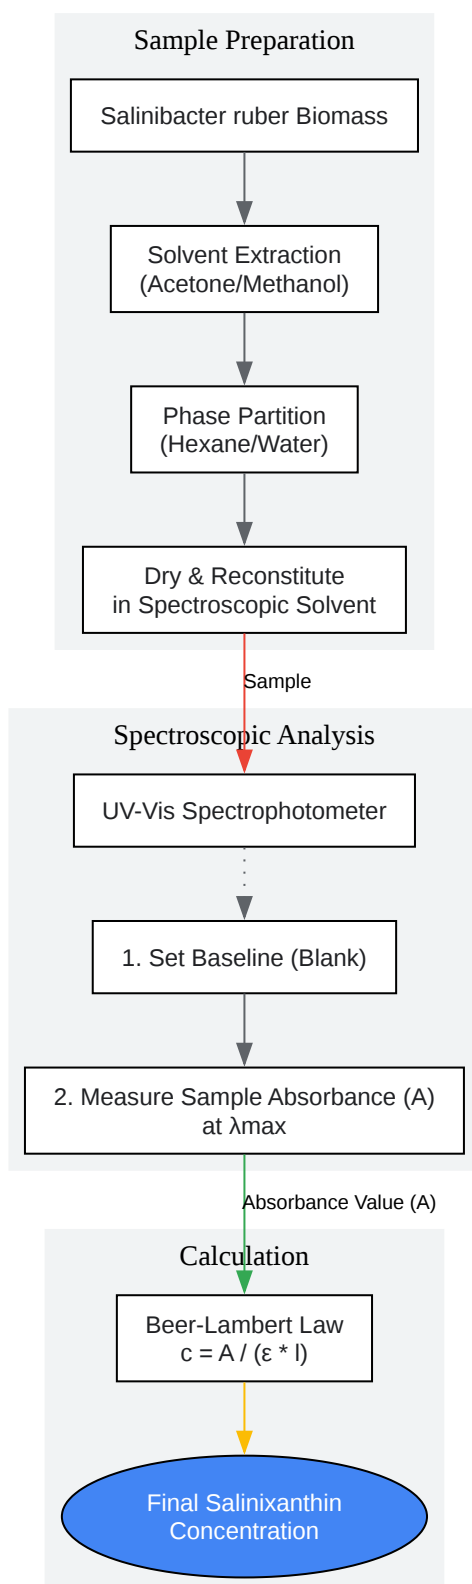 Sample Preparation
Salinibacter ruber Biomass
Solvent Extraction
(Acetone/Methanol)
Phase Partition
(Hexane/Water)
Dry & Reconstitute
in Spectroscopic Solvent
Sample
Spectroscopic Analysis
UV-Vis Spectrophotometer
1. Set Baseline (Blank)
2. Measure Sample Absorbance (A)
at λmax
Absorbance Value (A)
Calculation
Beer-Lambert Law
c = A / (ε * l)
Final Salinixanthin
Concentration